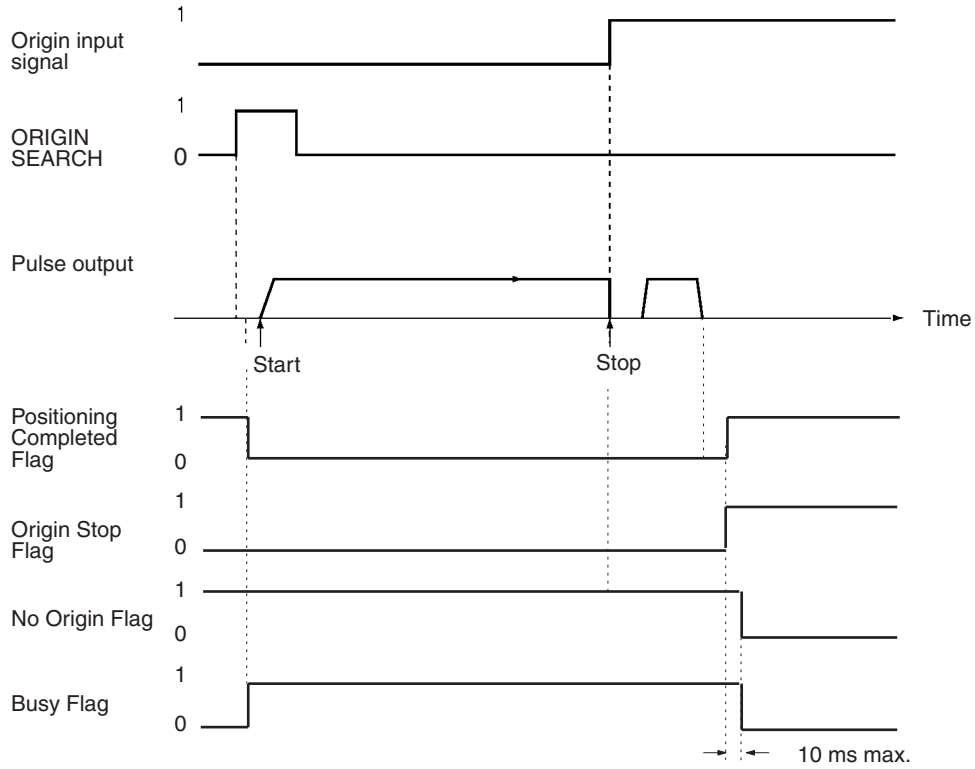 1
Origin input
signal
1
ORIGIN
SEARCH
0
Pulse output
Time
Start
Stop
Positioning
Completed
Flag
1
0
Origin Stop
Flag
1
0
No Origin Flag
1
0
Busy Flag
1
0
10 ms max.